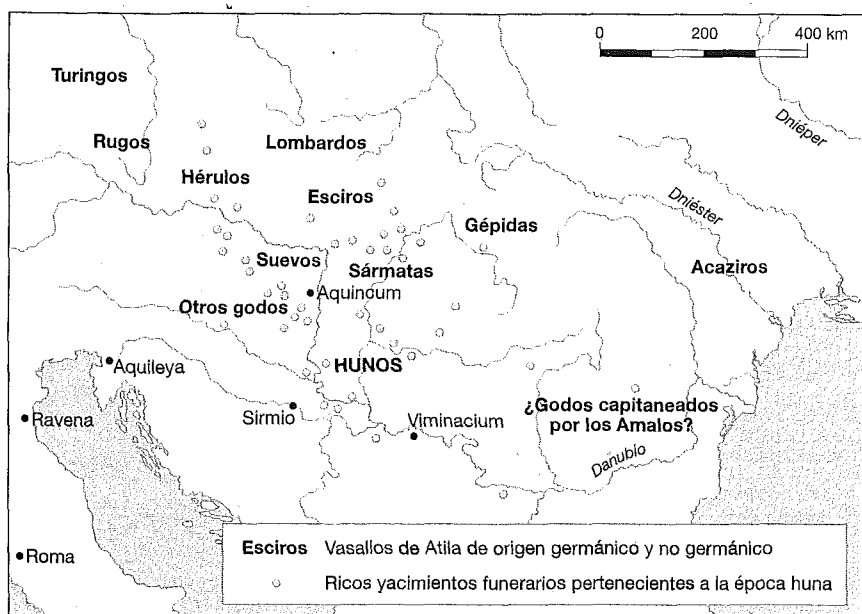 0 200 400 km
Turingos
Dniéper
Rugos
Lombardos
Hérulos
Esciros
Dniéster
Gépidas
Suevos
Sármatas
Acaziros
Otros godos
Aquincum
HUNOS
Aquileya
Ravena
Sirmio
Viminacium
¿Godos capitaneados
por los Amalos?
Danubio
Roma
Esciros Vasallos de Atila de origen germánico y no germánico
Ricos yacimientos funerarios pertenecientes a la época huna